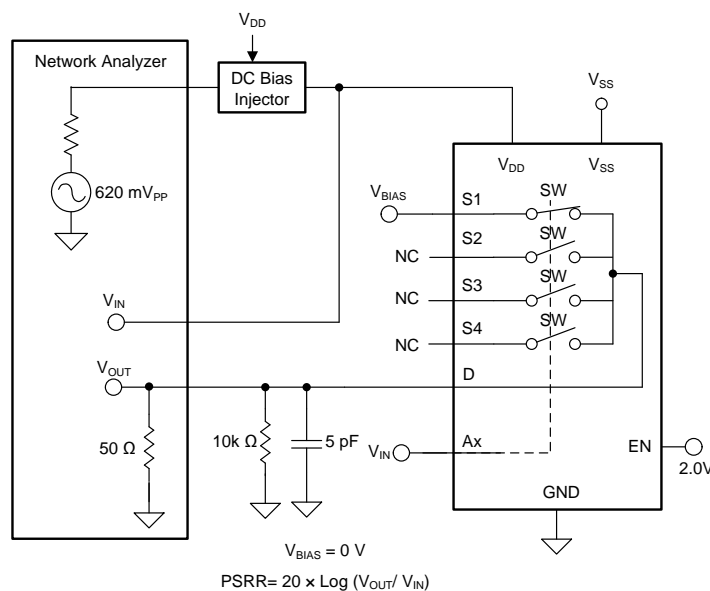 V_DD
Network Analyzer
DC Bias
Injector
V_SS
620 mV_PP
V_DD
V_SS
V_BIAS
S1
SW
NC
S2
SW
NC
S3
SW
NC
S4
SW
V_IN
V_OUT
D
50 Ω
10k Ω
5 pF
V_IN
Ax
EN
2.0V
GND
V_BIAS = 0 V
PSRR= 20 × Log (V_OUT/ V_IN)